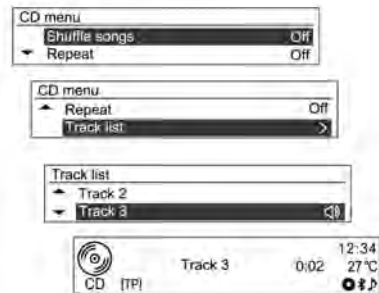 CD menu
Shuffle songs Off
Repeat Off
CD menu
Repeat Off
Track list
Track list
Track 2
Track 3
12:34
Track 3 0:02 27°C
CD [TP]